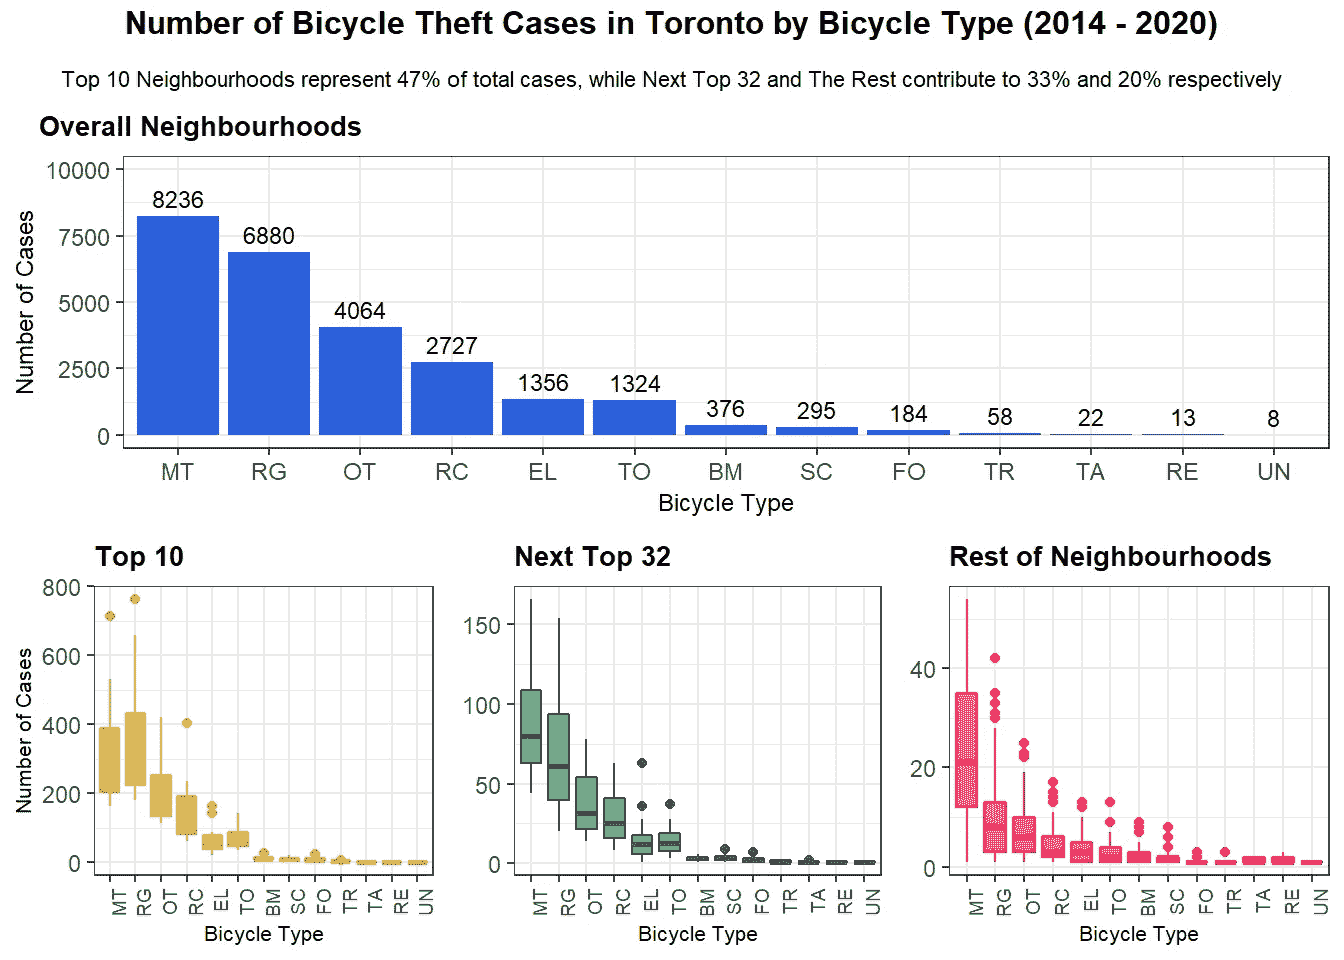 Number of Bicycle Theft Cases in Toronto by Bicycle Type (2014 - 2020)
Top 10 Neighbourhoods represent 47% of total cases, while Next Top 32 and The Rest contribute to 33% and 20% respectively
Overall Neighbourhoods
Number of Cases
10000
7500
5000
2500
0
8236
6880
4064
2727
1356
1324
376
295
184
58
22
13
8
MT RG OT RC EL TO BM SC FO TR TA RE UN
Bicycle Type
Top 10
Number of Cases
800
600
400
200
0
MT RG OT RC EL TO BM SC FO TR TA RE UN
Bicycle Type
Next Top 32
150
100
50
0
MT RG OT RC EL TO BM SC FO TR TA RE UN
Bicycle Type
Rest of Neighbourhoods
40
20
0
MT RG OT RC EL TO BM SC FO TR TA RE UN
Bicycle Type